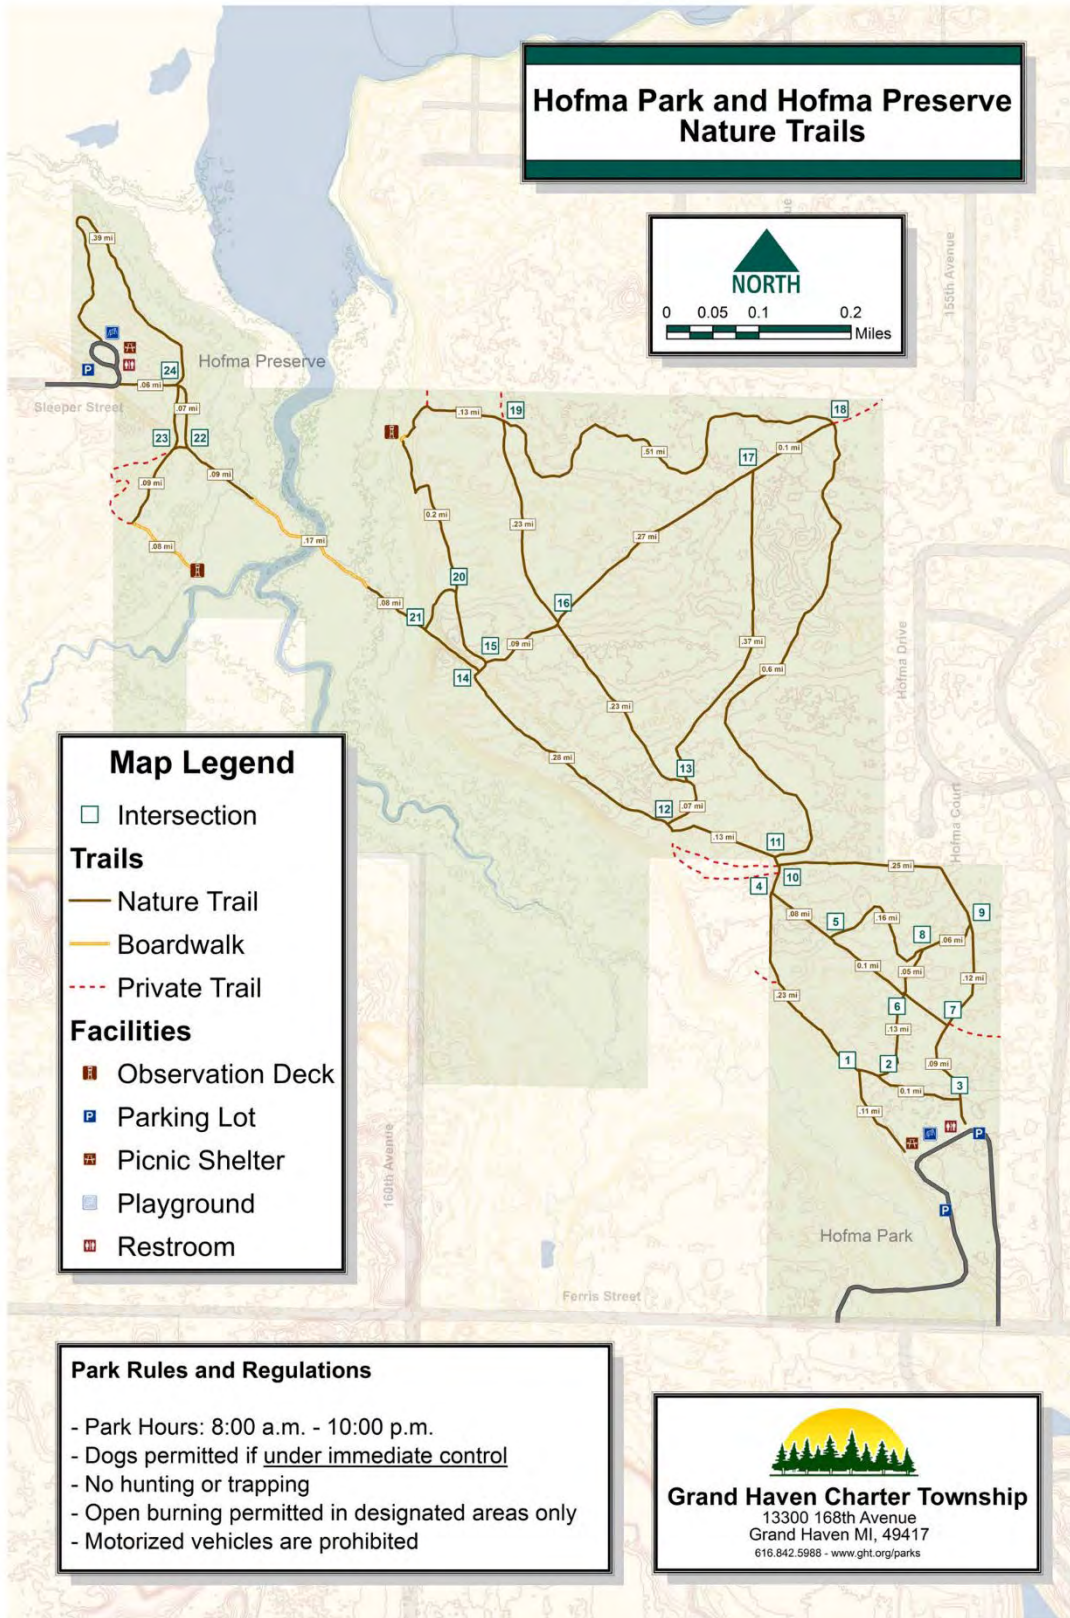 Hofma Park and Hofma Preserve
Nature Trails
NORTH
0 0.05 0.1 0.2
Miles
155th Avenue
.39 mi
Hofma Preserve
24
.06 mi
Sleeper Street
.07 mi
23
22
.09 mi
.09 mi
.08 mi
.17 mi
.08 mi
.13 mi
19
18
.51 mi
0.1 mi
17
0.2 mi
.23 mi
.27 mi
20
16
21
15
.09 mi
14
.37 mi
0.6 mi
Hofma Drive
.23 mi
.28 mi
13
12
.07 mi
.13 mi
11
Hofma Court
10
.25 mi
4
.08 mi
5
.16 mi
9
8
.06 mi
0.1 mi
.05 mi
.12 mi
.23 mi
6
7
.13 mi
1
2
.09 mi
3
0.1 mi
.11 mi
P
P
P
Hofma Park
160th Avenue
Ferris Street
Map Legend
Intersection
Trails
Nature Trail
Boardwalk
Private Trail
Facilities
Observation Deck
P Parking Lot
Picnic Shelter
Playground
Restroom
Park Rules and Regulations
- Park Hours: 8:00 a.m. - 10:00 p.m.
- Dogs permitted if under immediate control
- No hunting or trapping
- Open burning permitted in designated areas only
- Motorized vehicles are prohibited
Grand Haven Charter Township
13300 168th Avenue
Grand Haven MI, 49417
616.842.5988 - www.ght.org/parks